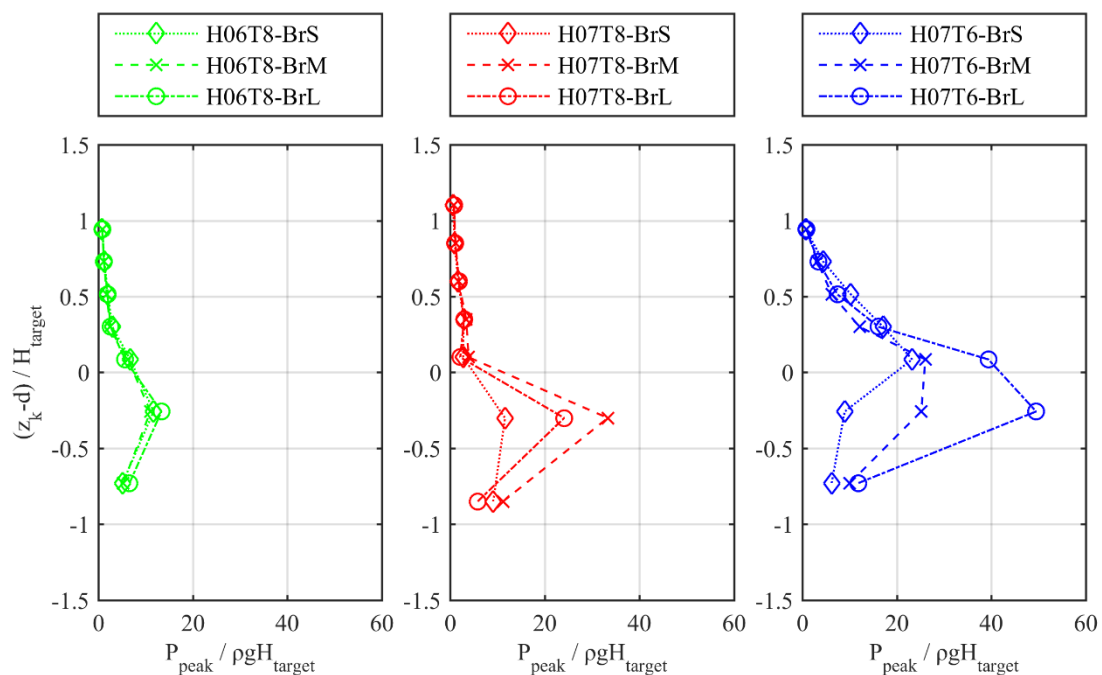 H06T8-BrS
H06T8-BrM
H06T8-BrL
H07T8-BrS
H07T8-BrM
H07T8-BrL
H07T6-BrS
H07T6-BrM
H07T6-BrL
(z_k-d) / H_target
1.5
1
0.5
0
-0.5
-1
-1.5
0 20 40 60
P_peak / ρgH_target
1.5
1
0.5
0
-0.5
-1
-1.5
0 20 40 60
P_peak / ρgH_target
1.5
1
0.5
0
-0.5
-1
-1.5
0 20 40 60
P_peak / ρgH_target